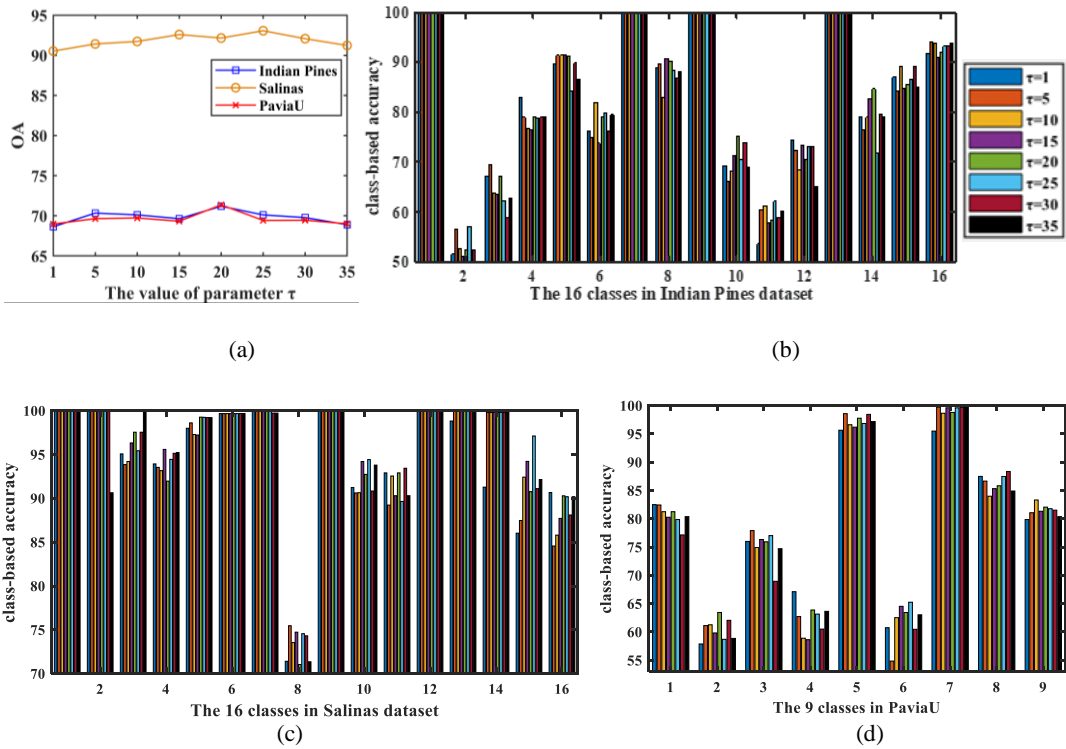 95
90
85
80
75
70
65
OA
Indian Pines
Salinas
PaviaU
1 5 10 15 20 25 30 35
The value of parameter τ
(a)
100
90
80
70
60
50
class-based accuracy
2 4 6 8 10 12 14 16
The 16 classes in Indian Pines dataset
τ=1
τ=5
τ=10
τ=15
τ=20
τ=25
τ=30
τ=35
(b)
100
95
90
85
80
75
70
class-based accuracy
2 4 6 8 10 12 14 16
The 16 classes in Salinas dataset
(c)
100
95
90
85
80
75
70
65
60
55
class-based accuracy
1 2 3 4 5 6 7 8 9
The 9 classes in PaviaU
(d)